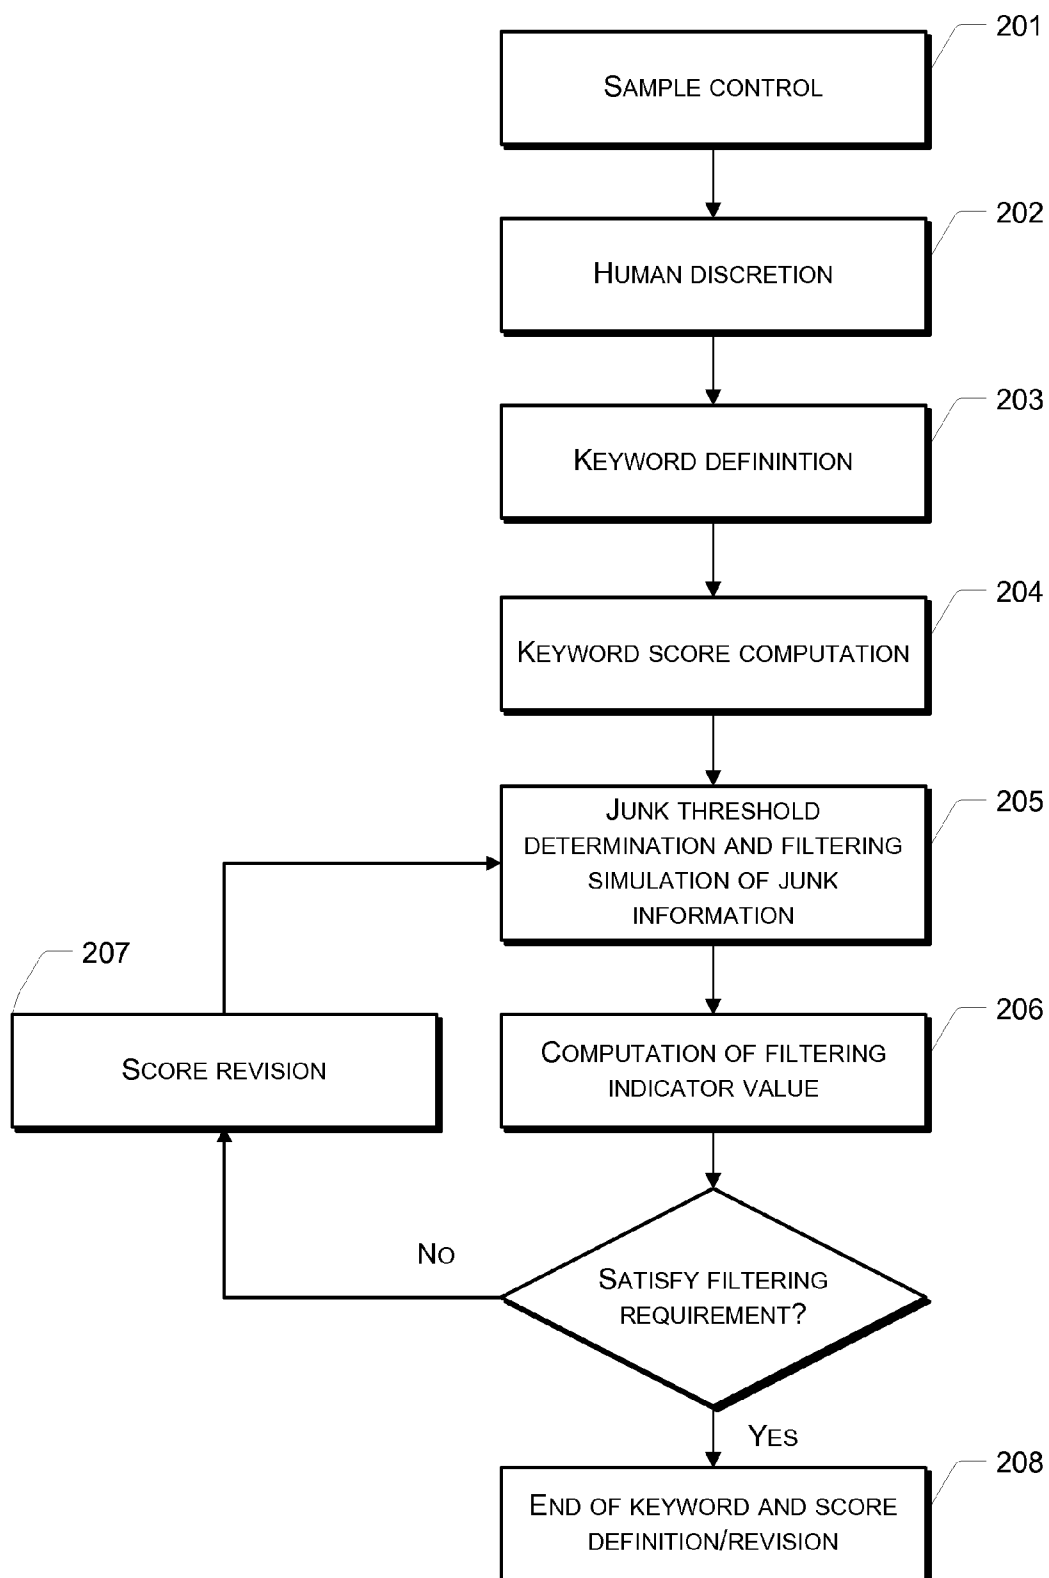 201
SAMPLE CONTROL
202
HUMAN DISCRETION
203
KEYWORD DEFININTION
204
KEYWORD SCORE COMPUTATION
205
JUNK THRESHOLD
DETERMINATION AND FILTERING
SIMULATION OF JUNK
INFORMATION
207
SCORE REVISION
206
COMPUTATION OF FILTERING
INDICATOR VALUE
NO
SATISFY FILTERING
REQUIREMENT?
YES
208
END OF KEYWORD AND SCORE
DEFINITION/REVISION